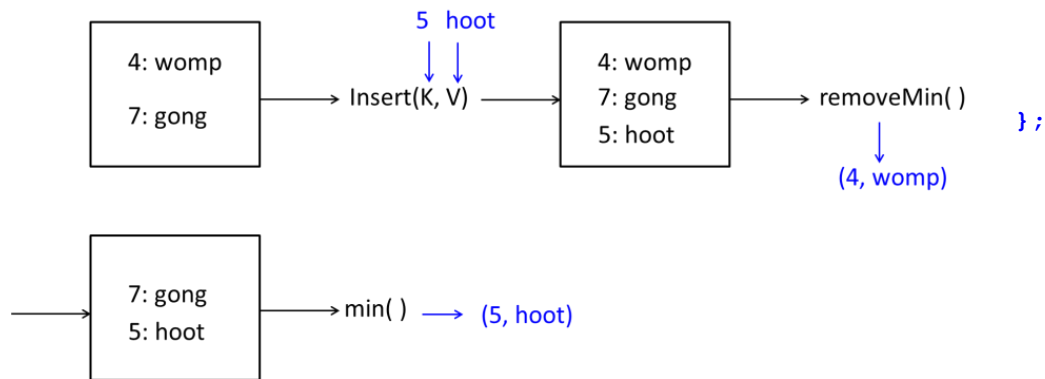 5 hoot
4: womp
7: gong
Insert(K, V)
4: womp
7: gong
5: hoot
removeMin( )
(4, womp)
};
7: gong
5: hoot
min( )
(5, hoot)